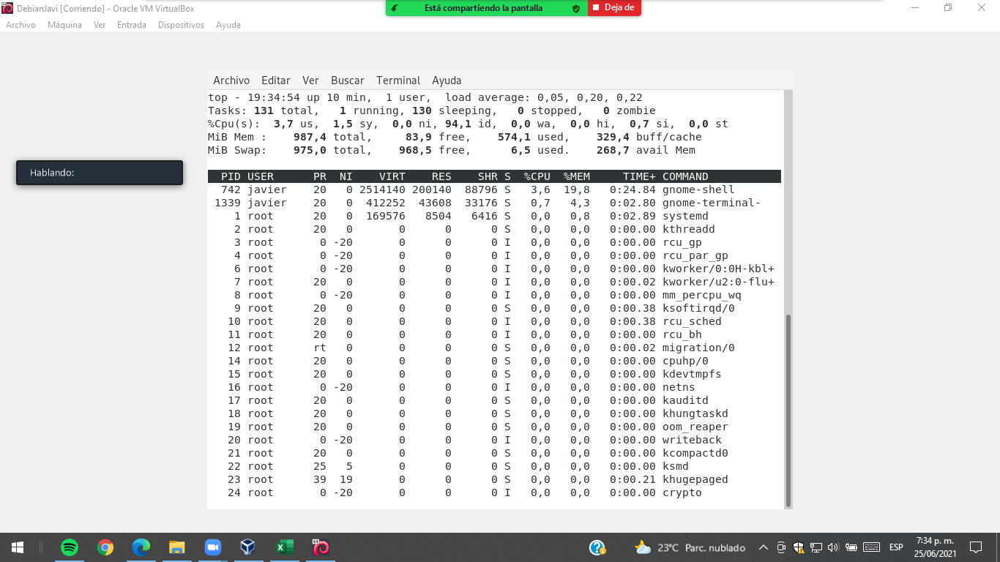 DebianJavi [Corriendo] - Oracle VM VirtualBox
Está compartiendo la pantalla
Deja de
Archivo Máquina Ver Entrada Dispositivos Ayuda
Archivo Editar Ver Buscar Terminal Ayuda
top - 19:34:54 up 10 min,  1 user,  load average: 0,05, 0,20, 0,22
Tasks: 131 total,   1 running, 130 sleeping,   0 stopped,   0 zombie
%Cpu(s):  3,7 us,  1,5 sy,  0,0 ni, 94,1 id,  0,0 wa,  0,0 hi,  0,7 si,  0,0 st
MiB Mem :    987,4 total,     83,9 free,    574,1 used,    329,4 buff/cache
MiB Swap:    975,0 total,    968,5 free,      6,5 used.    268,7 avail Mem
Hablando:
PID USER      PR  NI    VIRT    RES    SHR S  %CPU  %MEM     TIME+ COMMAND
742 javier    20   0 2514140 200140  88796 S   3,6  19,8   0:24.84 gnome-shell
1339 javier    20   0  412252  43608  33176 S   0,7   4,3   0:02.80 gnome-terminal-
1 root      20   0  169576   8504   6416 S   0,0   0,8   0:02.89 systemd
2 root      20   0       0      0      0 S   0,0   0,0   0:00.00 kthreadd
3 root       0 -20       0      0      0 I   0,0   0,0   0:00.00 rcu_gp
4 root       0 -20       0      0      0 I   0,0   0,0   0:00.00 rcu_par_gp
6 root       0 -20       0      0      0 I   0,0   0,0   0:00.00 kworker/0:0H-kbl+
7 root      20   0       0      0      0 I   0,0   0,0   0:00.02 kworker/u2:0-flu+
8 root       0 -20       0      0      0 I   0,0   0,0   0:00.00 mm_percpu_wq
9 root      20   0       0      0      0 S   0,0   0,0   0:00.38 ksoftirqd/0
10 root      20   0       0      0      0 I   0,0   0,0   0:00.38 rcu_sched
11 root      20   0       0      0      0 I   0,0   0,0   0:00.00 rcu_bh
12 root      rt   0       0      0      0 S   0,0   0,0   0:00.02 migration/0
14 root      20   0       0      0      0 S   0,0   0,0   0:00.00 cpuhp/0
15 root      20   0       0      0      0 S   0,0   0,0   0:00.00 kdevtmpfs
16 root       0 -20       0      0      0 I   0,0   0,0   0:00.00 netns
17 root      20   0       0      0      0 S   0,0   0,0   0:00.00 kauditd
18 root      20   0       0      0      0 S   0,0   0,0   0:00.00 khungtaskd
19 root      20   0       0      0      0 S   0,0   0,0   0:00.00 oom_reaper
20 root       0 -20       0      0      0 I   0,0   0,0   0:00.00 writeback
21 root      20   0       0      0      0 S   0,0   0,0   0:00.00 kcompactd0
22 root      25   5       0      0      0 S   0,0   0,0   0:00.00 ksmd
23 root      39  19       0      0      0 S   0,0   0,0   0:00.21 khugepaged
24 root       0 -20       0      0      0 I   0,0   0,0   0:00.00 crypto
23°C Parc. nublado
ESP
7:34 p. m.
25/06/2021